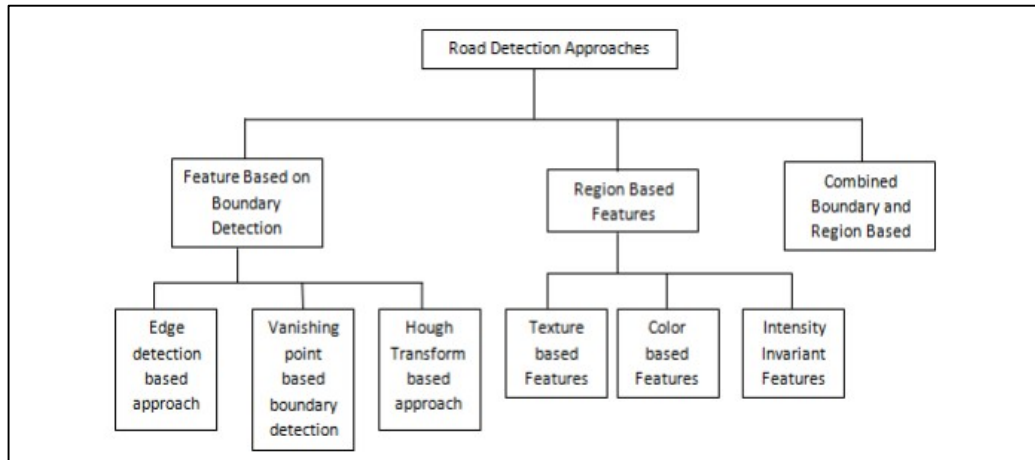 Road Detection Approaches
Feature Based on
Boundary
Detection
Region Based
Features
Combined
Boundary and
Region Based
Edge
detection
based
approach
Vanishing
point
based
boundary
detection
Hough
Transform
based
approach
Texture
based
Features
Color
based
Features
Intensity
Invariant
Features